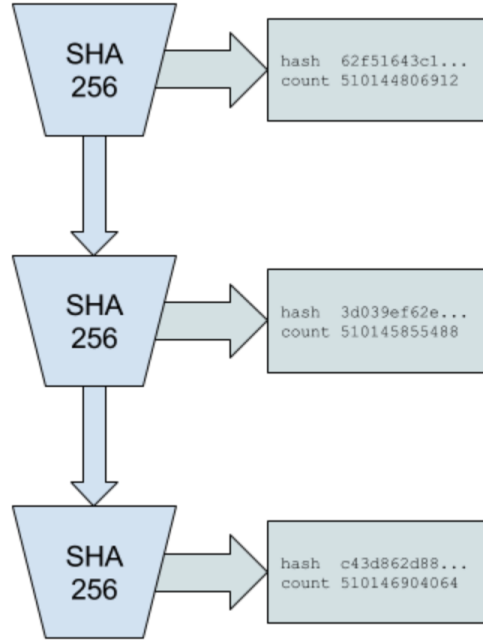 SHA
256
hash 62f51643c1...
count 510144806912
SHA
256
hash 3d039ef62e...
count 510145855488
SHA
256
hash c43d862d88...
count 510146904064